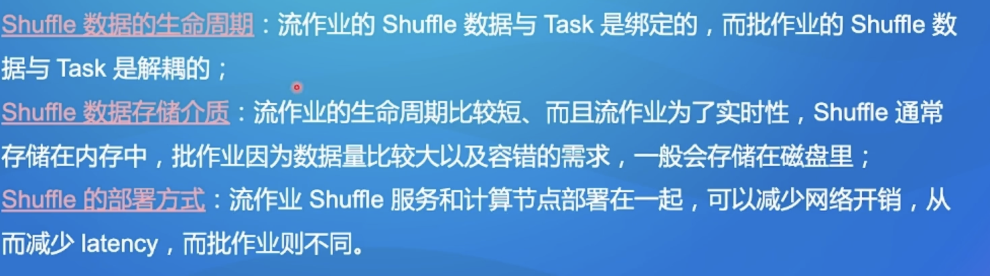 Shuffle 数据的生命周期：流作业的 Shuffle 数据与 Task 是绑定的，而批作业的 Shuffle 数
据与 Task 是解耦的；
Shuffle 数据存储介质：流作业的生命周期比较短、而且流作业为了实时性，Shuffle 通常
存储在内存中，批作业因为数据量比较大以及容错的需求，一般会存储在磁盘里；
Shuffle 的部署方式：流作业 Shuffle 服务和计算节点部署在一起，可以减少网络开销，从
而减少 latency，而批作业则不同。